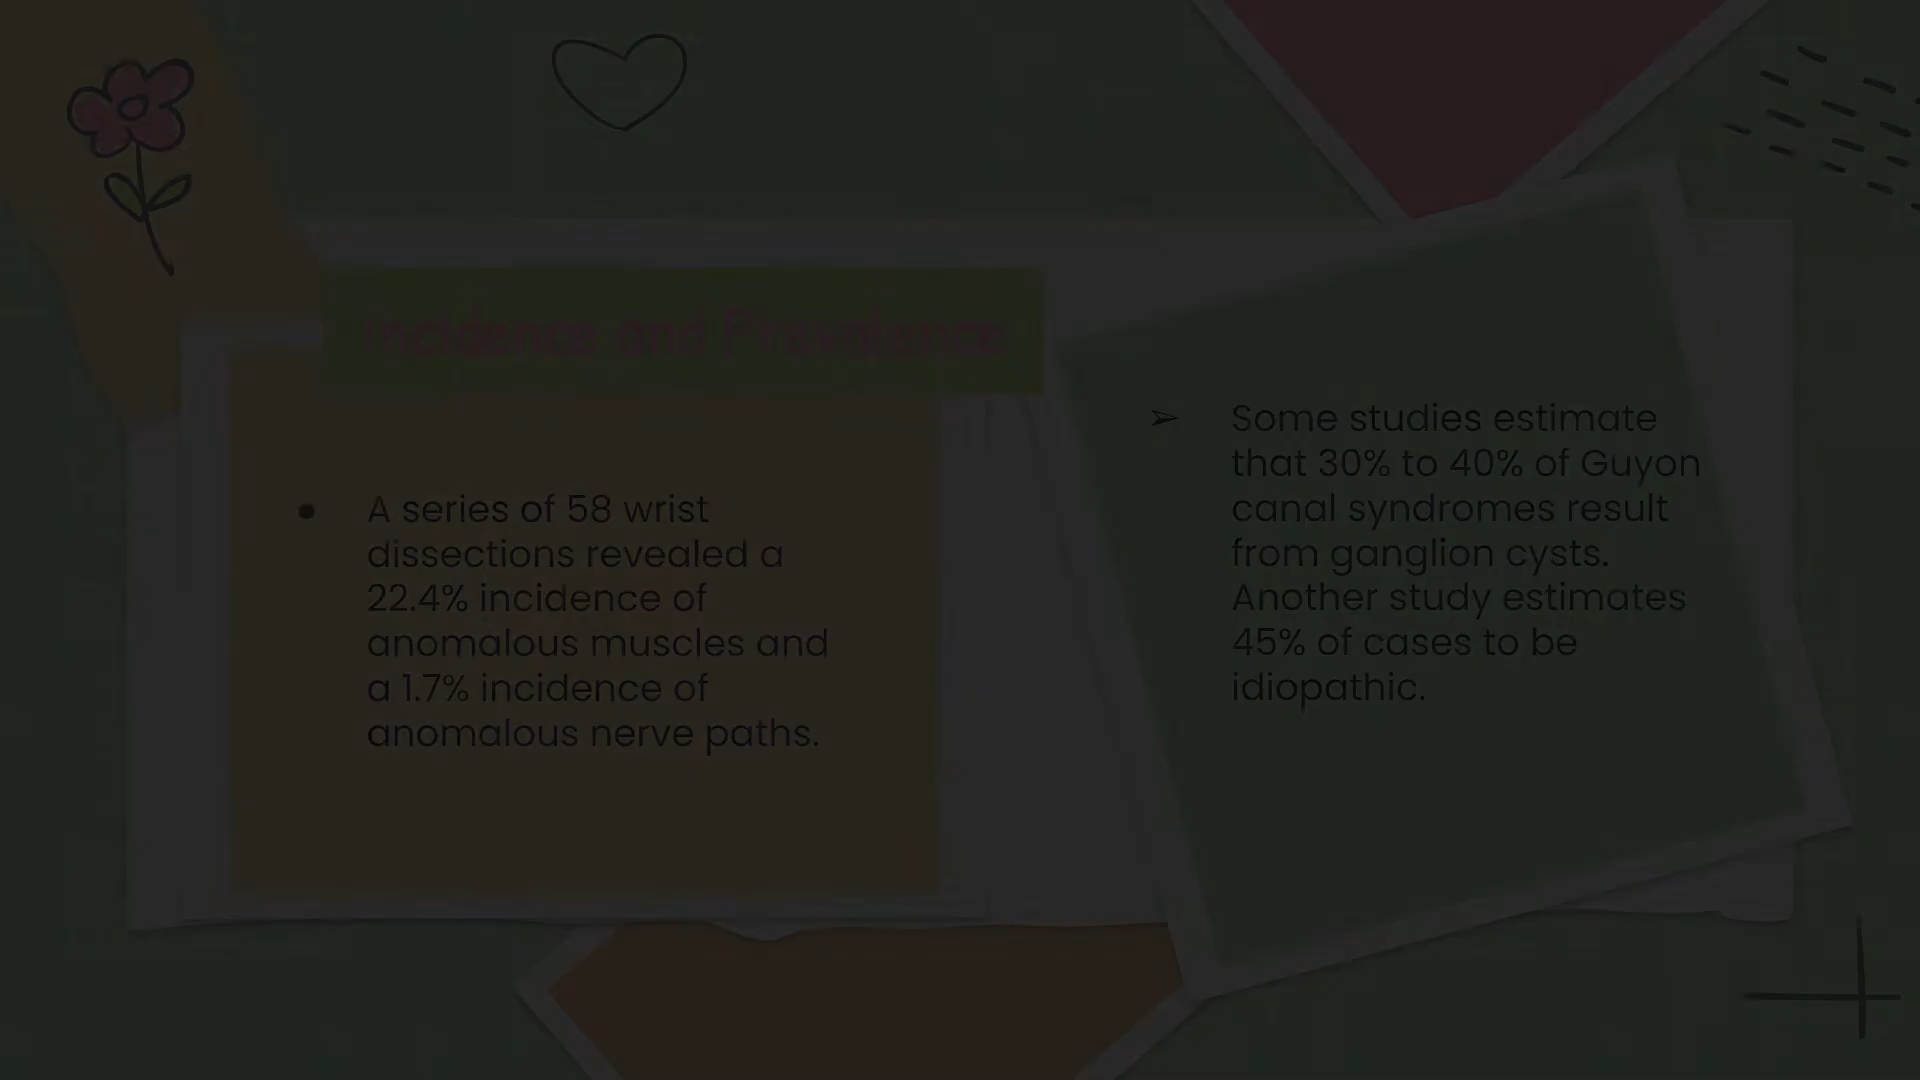 Incidence and Prevalence
● A series of 58 wrist
dissections revealed a
22.4% incidence of
anomalous muscles and
a 1.7% incidence of
anomalous nerve paths.
➢ Some studies estimate
that 30% to 40% of Guyon
canal syndromes result
from ganglion cysts.
Another study estimates
45% of cases to be
idiopathic.